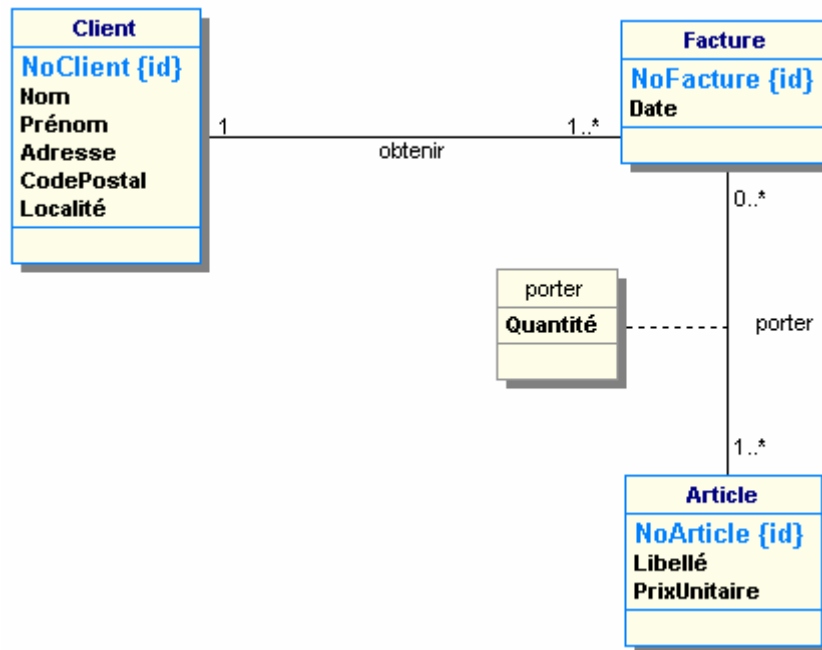 Client
NoClient {id}
Nom
Prénom
Adresse
CodePostal
Localité
1
obtenir
1..*
Facture
NoFacture {id}
Date
0..*
porter
Quantité
porter
1..*
Article
NoArticle {id}
Libellé
PrixUnitaire